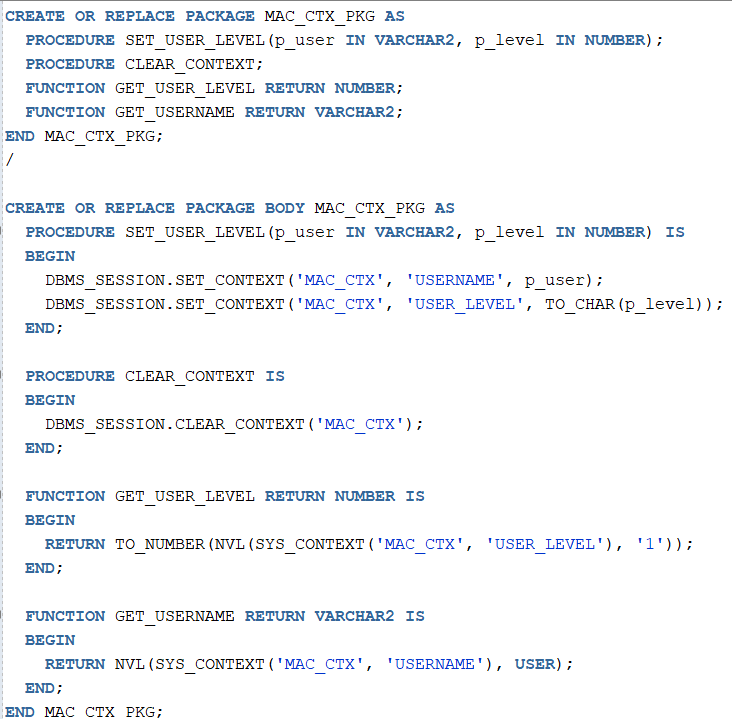 CREATE OR REPLACE PACKAGE MAC_CTX_PKG AS
  PROCEDURE SET_USER_LEVEL(p_user IN VARCHAR2, p_level IN NUMBER);
  PROCEDURE CLEAR_CONTEXT;
  FUNCTION GET_USER_LEVEL RETURN NUMBER;
  FUNCTION GET_USERNAME RETURN VARCHAR2;
END MAC_CTX_PKG;
/

CREATE OR REPLACE PACKAGE BODY MAC_CTX_PKG AS
  PROCEDURE SET_USER_LEVEL(p_user IN VARCHAR2, p_level IN NUMBER) IS
  BEGIN
    DBMS_SESSION.SET_CONTEXT('MAC_CTX', 'USERNAME', p_user);
    DBMS_SESSION.SET_CONTEXT('MAC_CTX', 'USER_LEVEL', TO_CHAR(p_level));
  END;

  PROCEDURE CLEAR_CONTEXT IS
  BEGIN
    DBMS_SESSION.CLEAR_CONTEXT('MAC_CTX');
  END;

  FUNCTION GET_USER_LEVEL RETURN NUMBER IS
  BEGIN
    RETURN TO_NUMBER(NVL(SYS_CONTEXT('MAC_CTX', 'USER_LEVEL'), '1'));
  END;

  FUNCTION GET_USERNAME RETURN VARCHAR2 IS
  BEGIN
    RETURN NVL(SYS_CONTEXT('MAC_CTX', 'USERNAME'), USER);
  END;
END MAC_CTX_PKG;